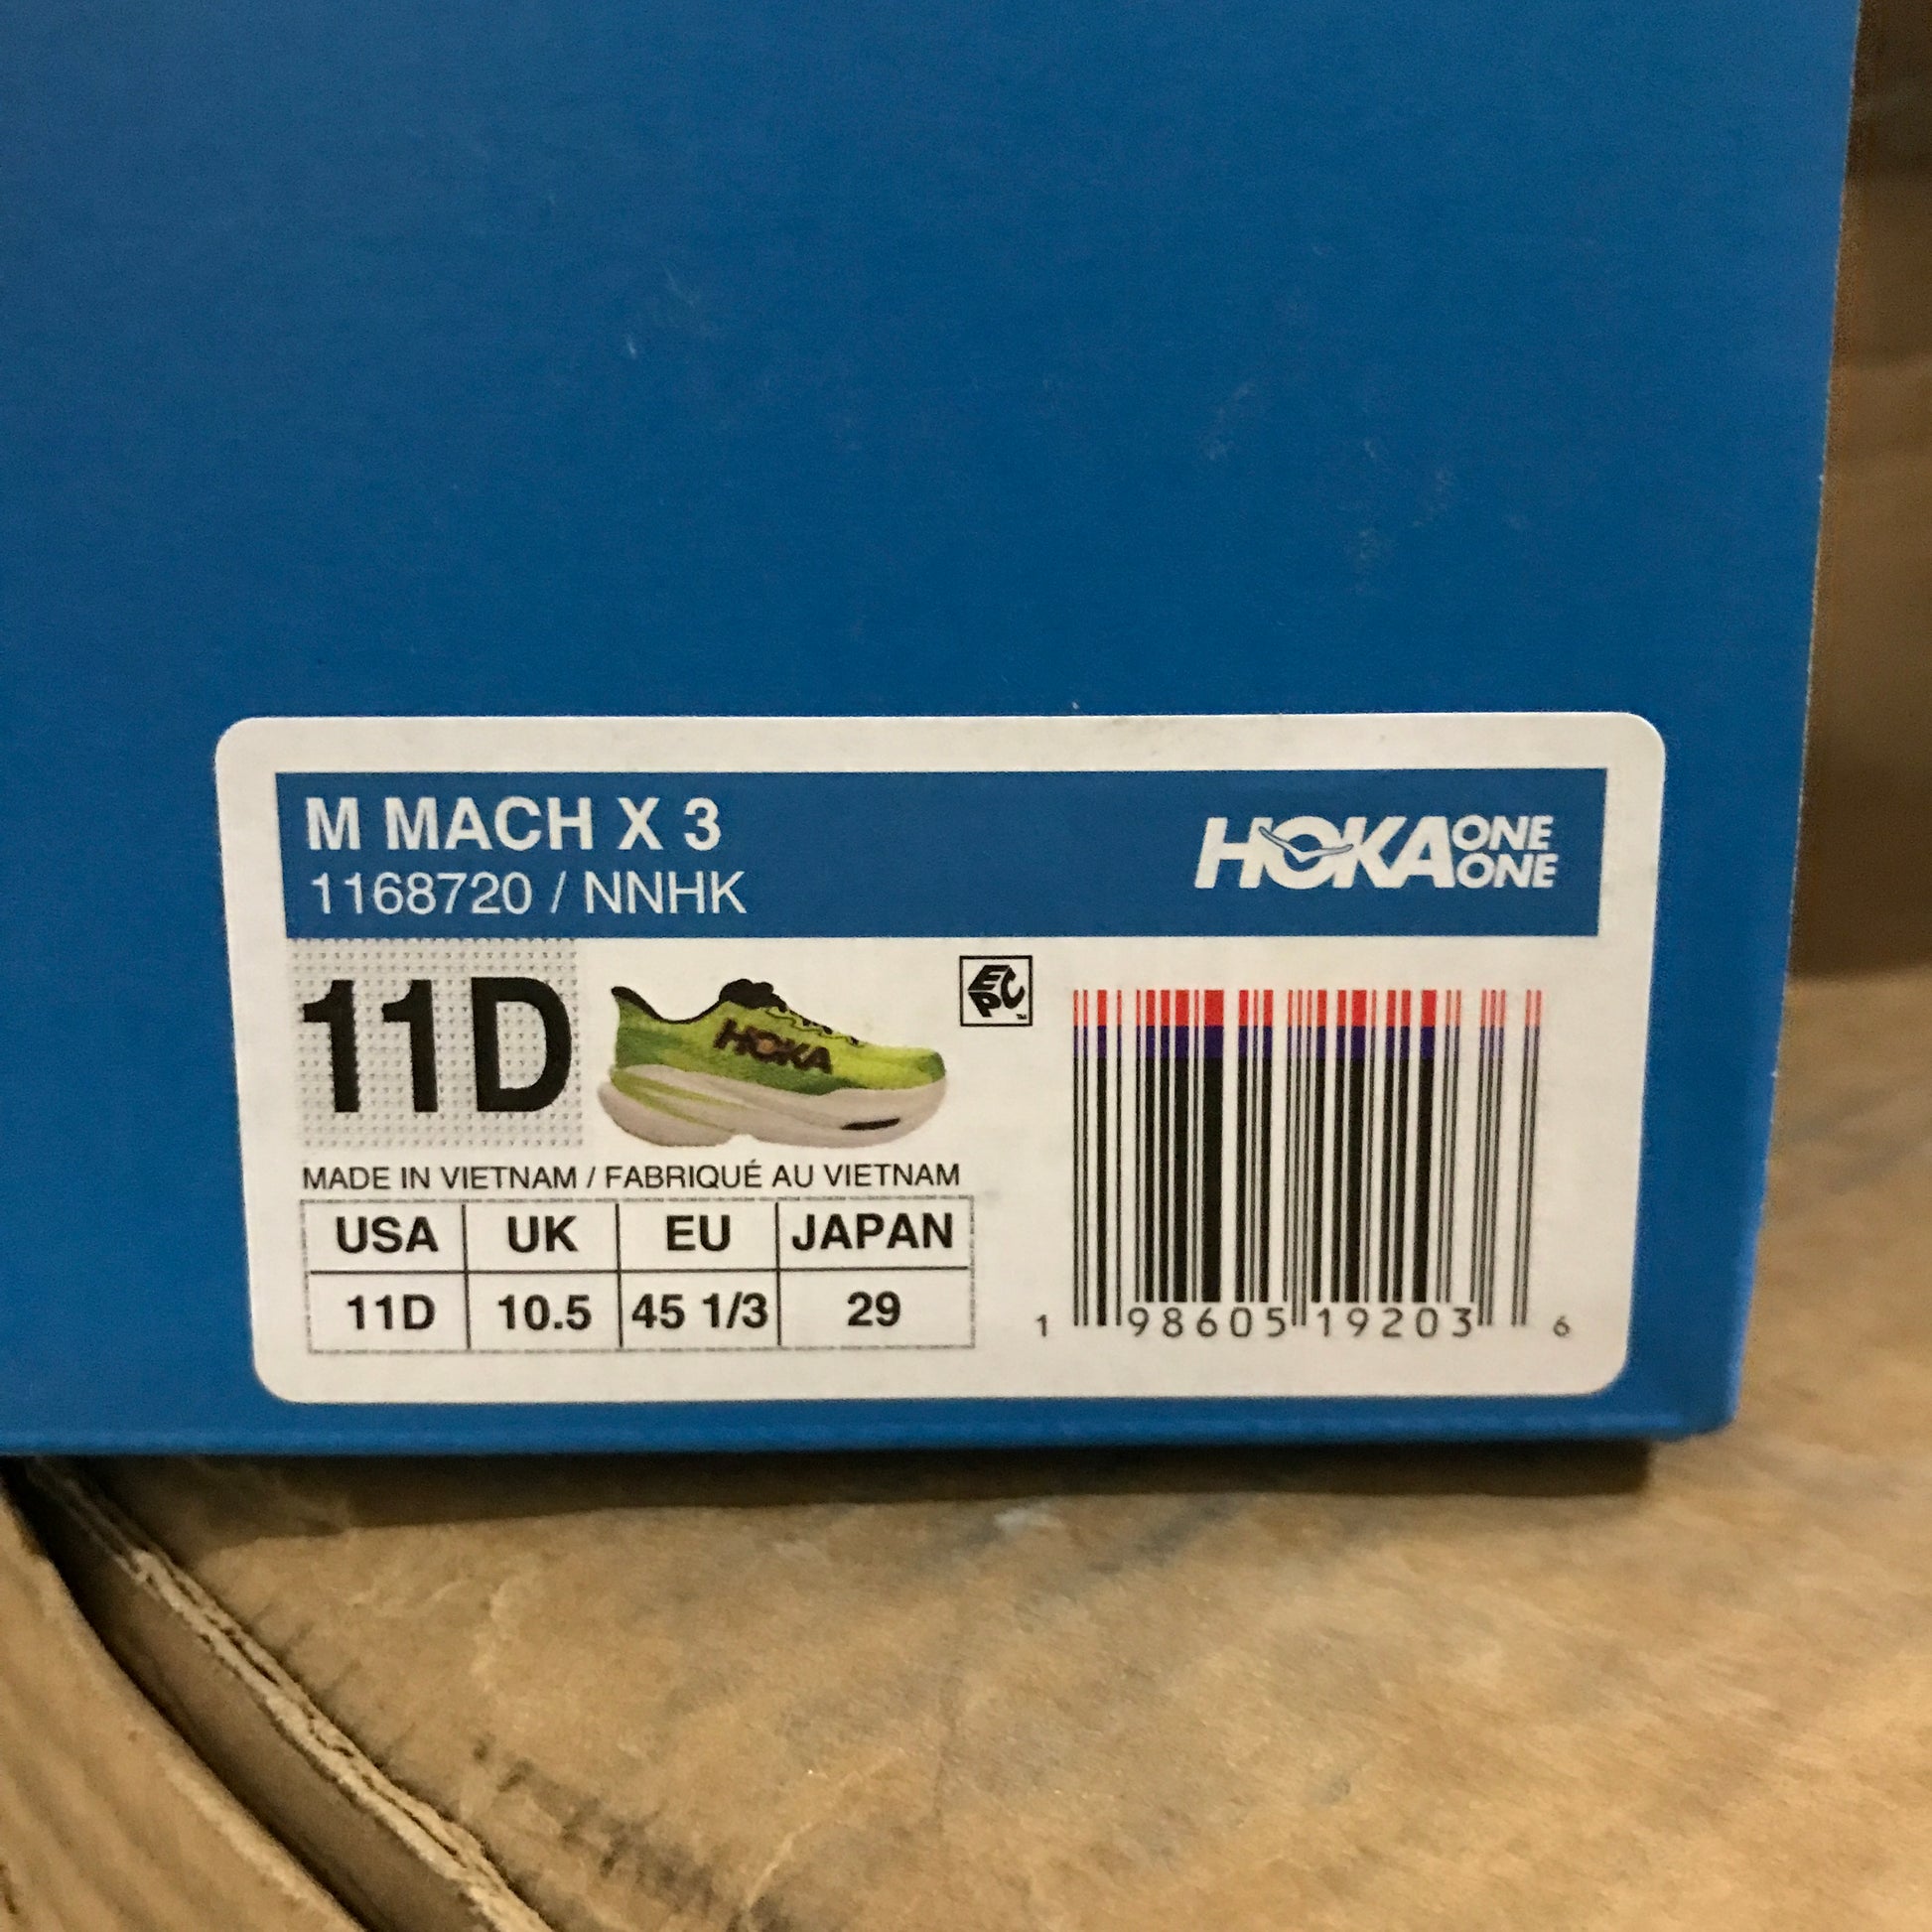 M MACH X 3
1168720 / NNHK
HOKA ONE ONE
11D
HOKA
EPC™
MADE IN VIETNAM / FABRIQUÉ AU VIETNAM
USA UK EU JAPAN
11D 10.5 45 1/3 29
1 98605 19203 6